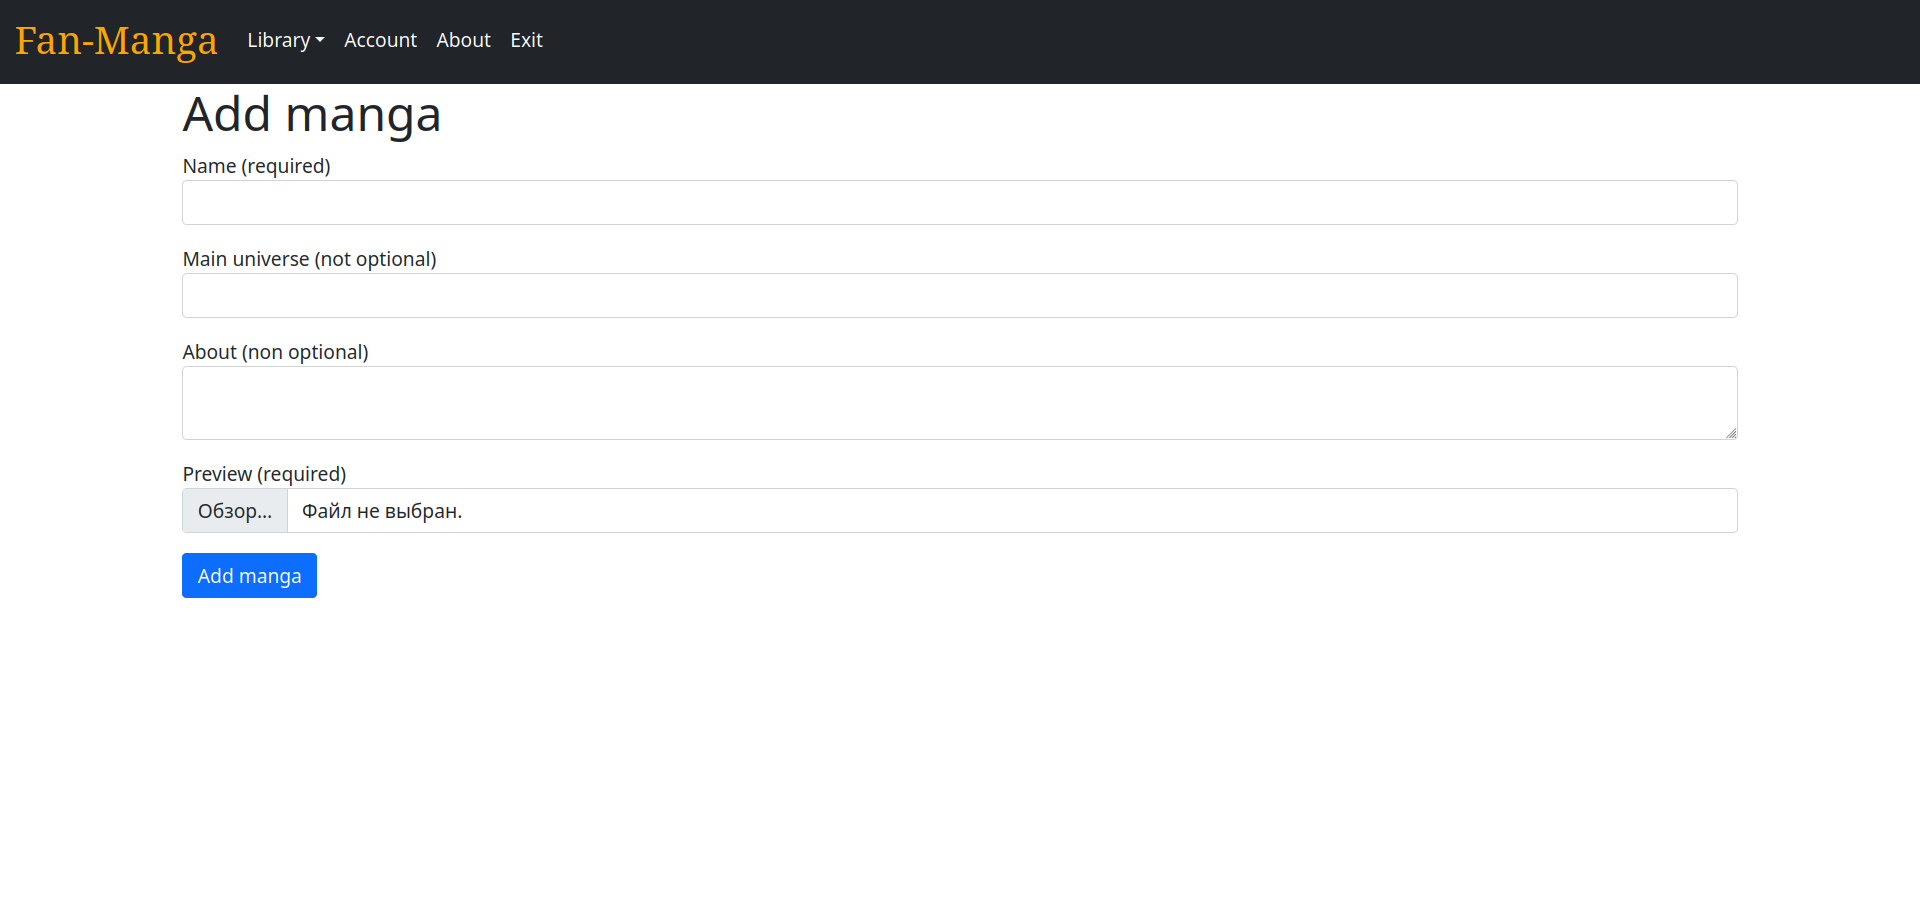 Fan-Manga Library Account About Exit
Add manga
Name (required)
Main universe (not optional)
About (non optional)
Preview (required)
Обзор... Файл не выбран.
Add manga